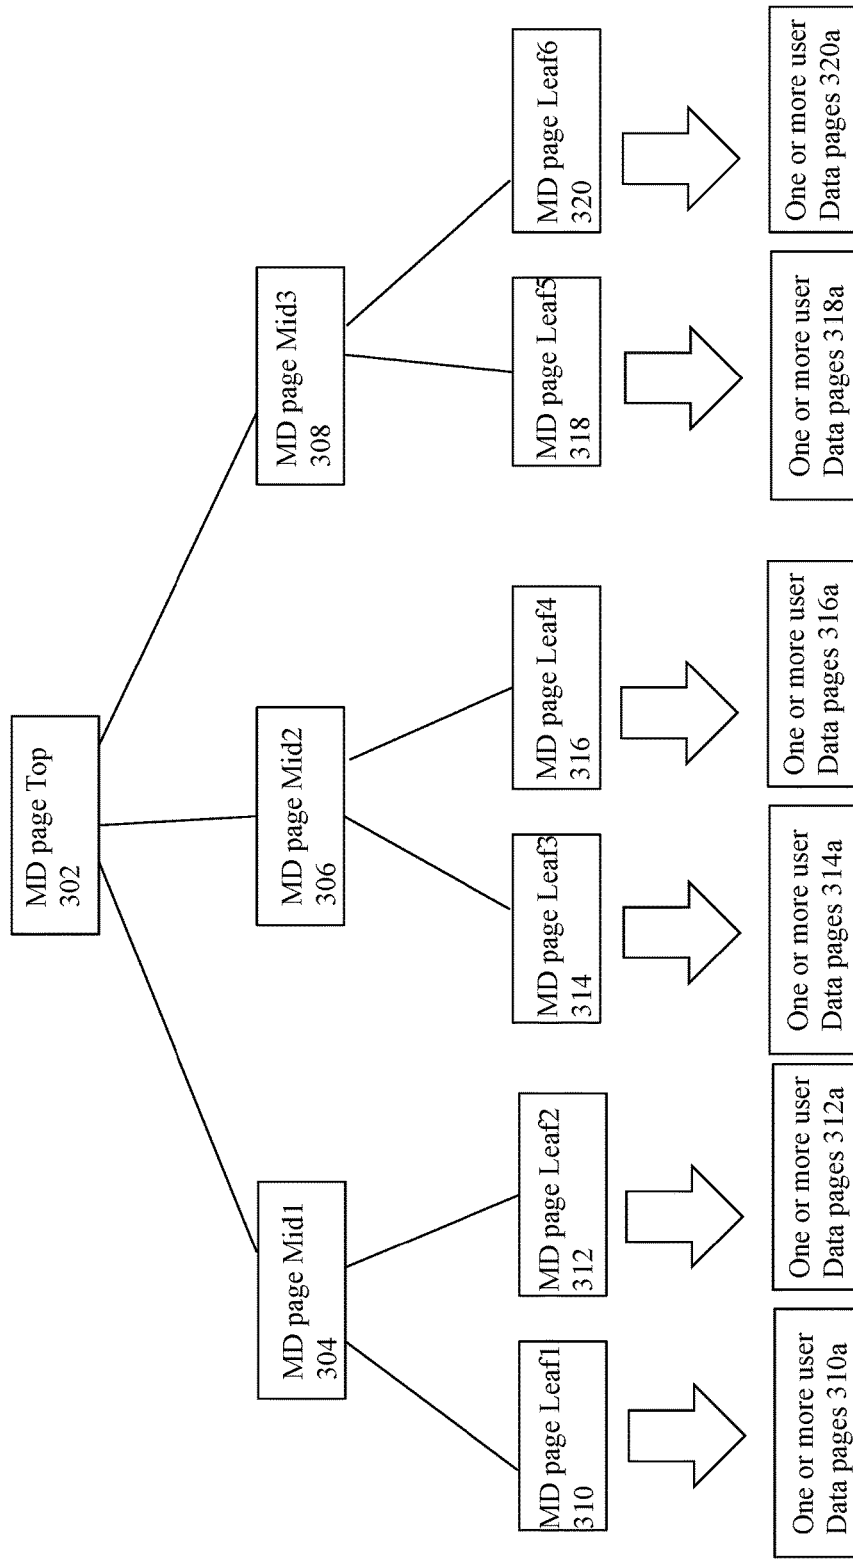 MD page Top
302
MD page Mid1
304
MD page Mid2
306
MD page Mid3
308
MD page Leaf1
310
MD page Leaf2
312
MD page Leaf3
314
MD page Leaf4
316
MD page Leaf5
318
MD page Leaf6
320
One or more user
Data pages 310a
One or more user
Data pages 312a
One or more user
Data pages 314a
One or more user
Data pages 316a
One or more user
Data pages 318a
One or more user
Data pages 320a